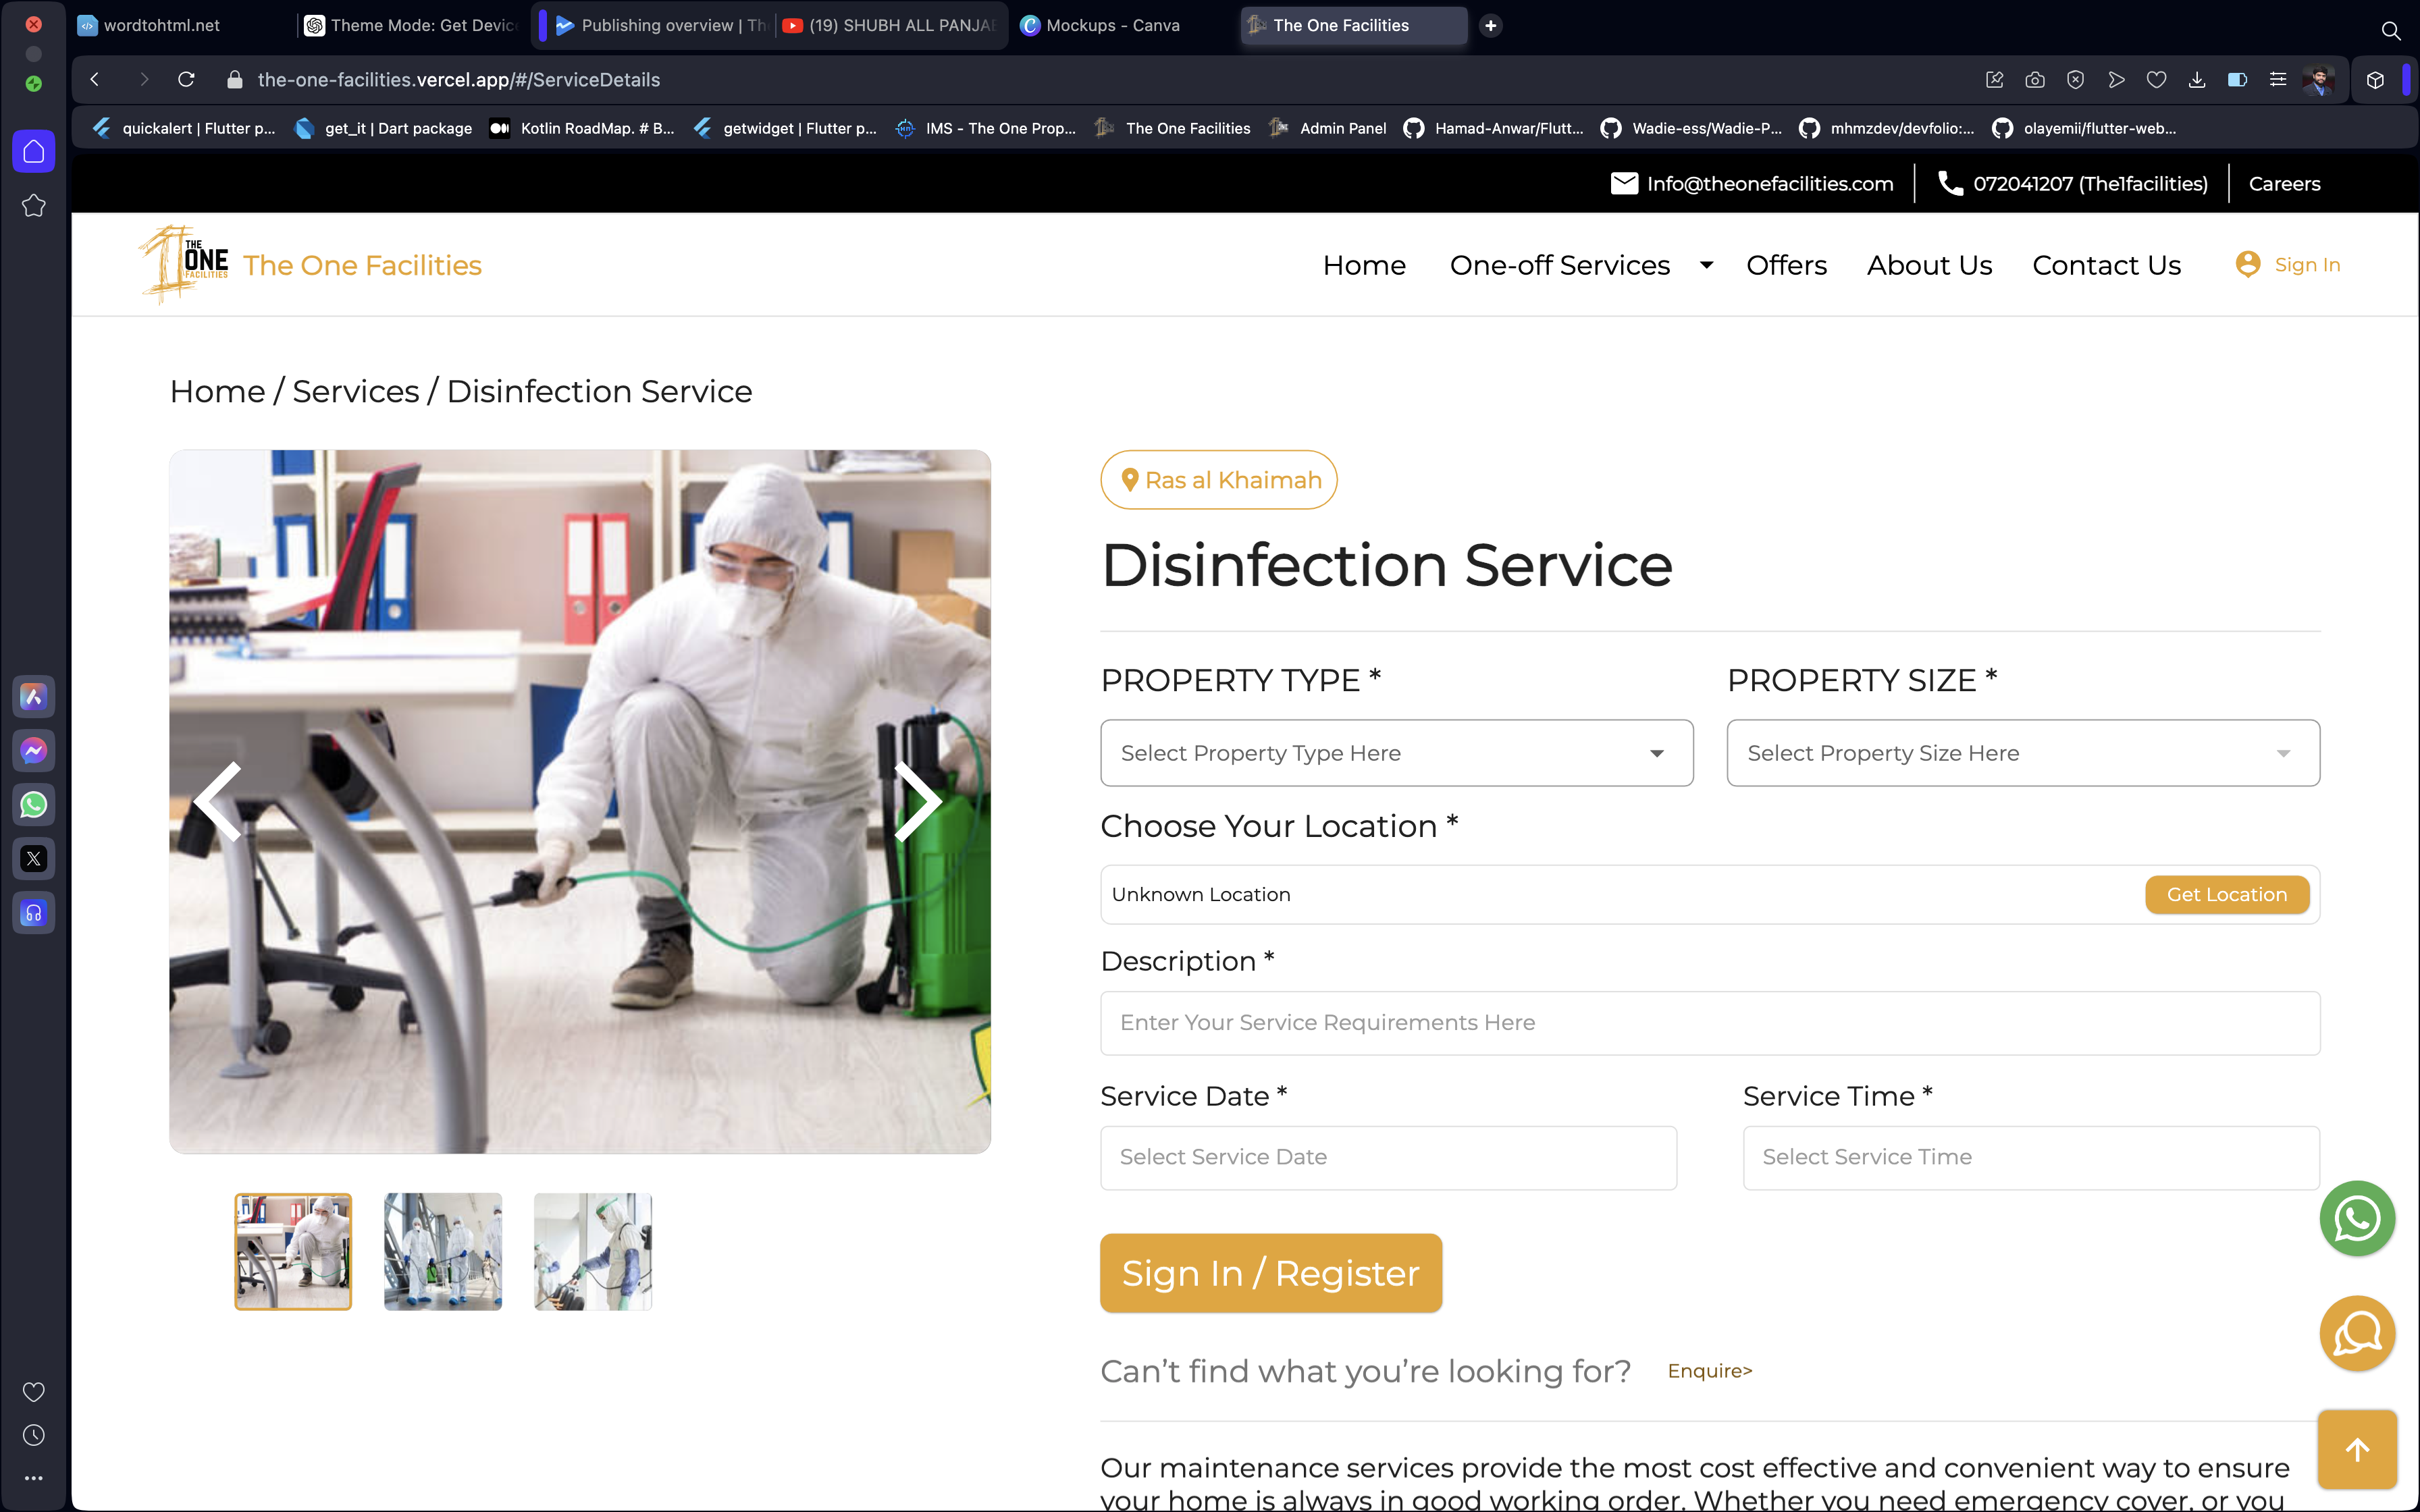 wordtohtml.net
Theme Mode: Get Device
Publishing overview | Th
(19) SHUBH ALL PANJAB
Mockups - Canva
The One Facilities
the-one-facilities.vercel.app/#/ServiceDetails
quickalert | Flutter p...
get_it | Dart package
Kotlin RoadMap. # B...
getwidget | Flutter p...
IMS - The One Prop...
The One Facilities
Admin Panel
Hamad-Anwar/Flutt...
Wadie-ess/Wadie-P...
mhmzdev/devfolio:...
olayemii/flutter-web...
Info@theonefacilities.com
072041207 (The1facilities)
Careers
THE
ONE
FACILITIES
The One Facilities
Home
One-off Services
Offers
About Us
Contact Us
Sign In
Home / Services / Disinfection Service
Ras al Khaimah
Disinfection Service
PROPERTY TYPE *
PROPERTY SIZE *
Select Property Type Here
Select Property Size Here
Choose Your Location *
Unknown Location
Get Location
Description *
Enter Your Service Requirements Here
Service Date *
Service Time *
Select Service Date
Select Service Time
Sign In / Register
Can’t find what you’re looking for?
Enquire>
Our maintenance services provide the most cost effective and convenient way to ensure
your home is always in good working order. Whether you need emergency cover, or you